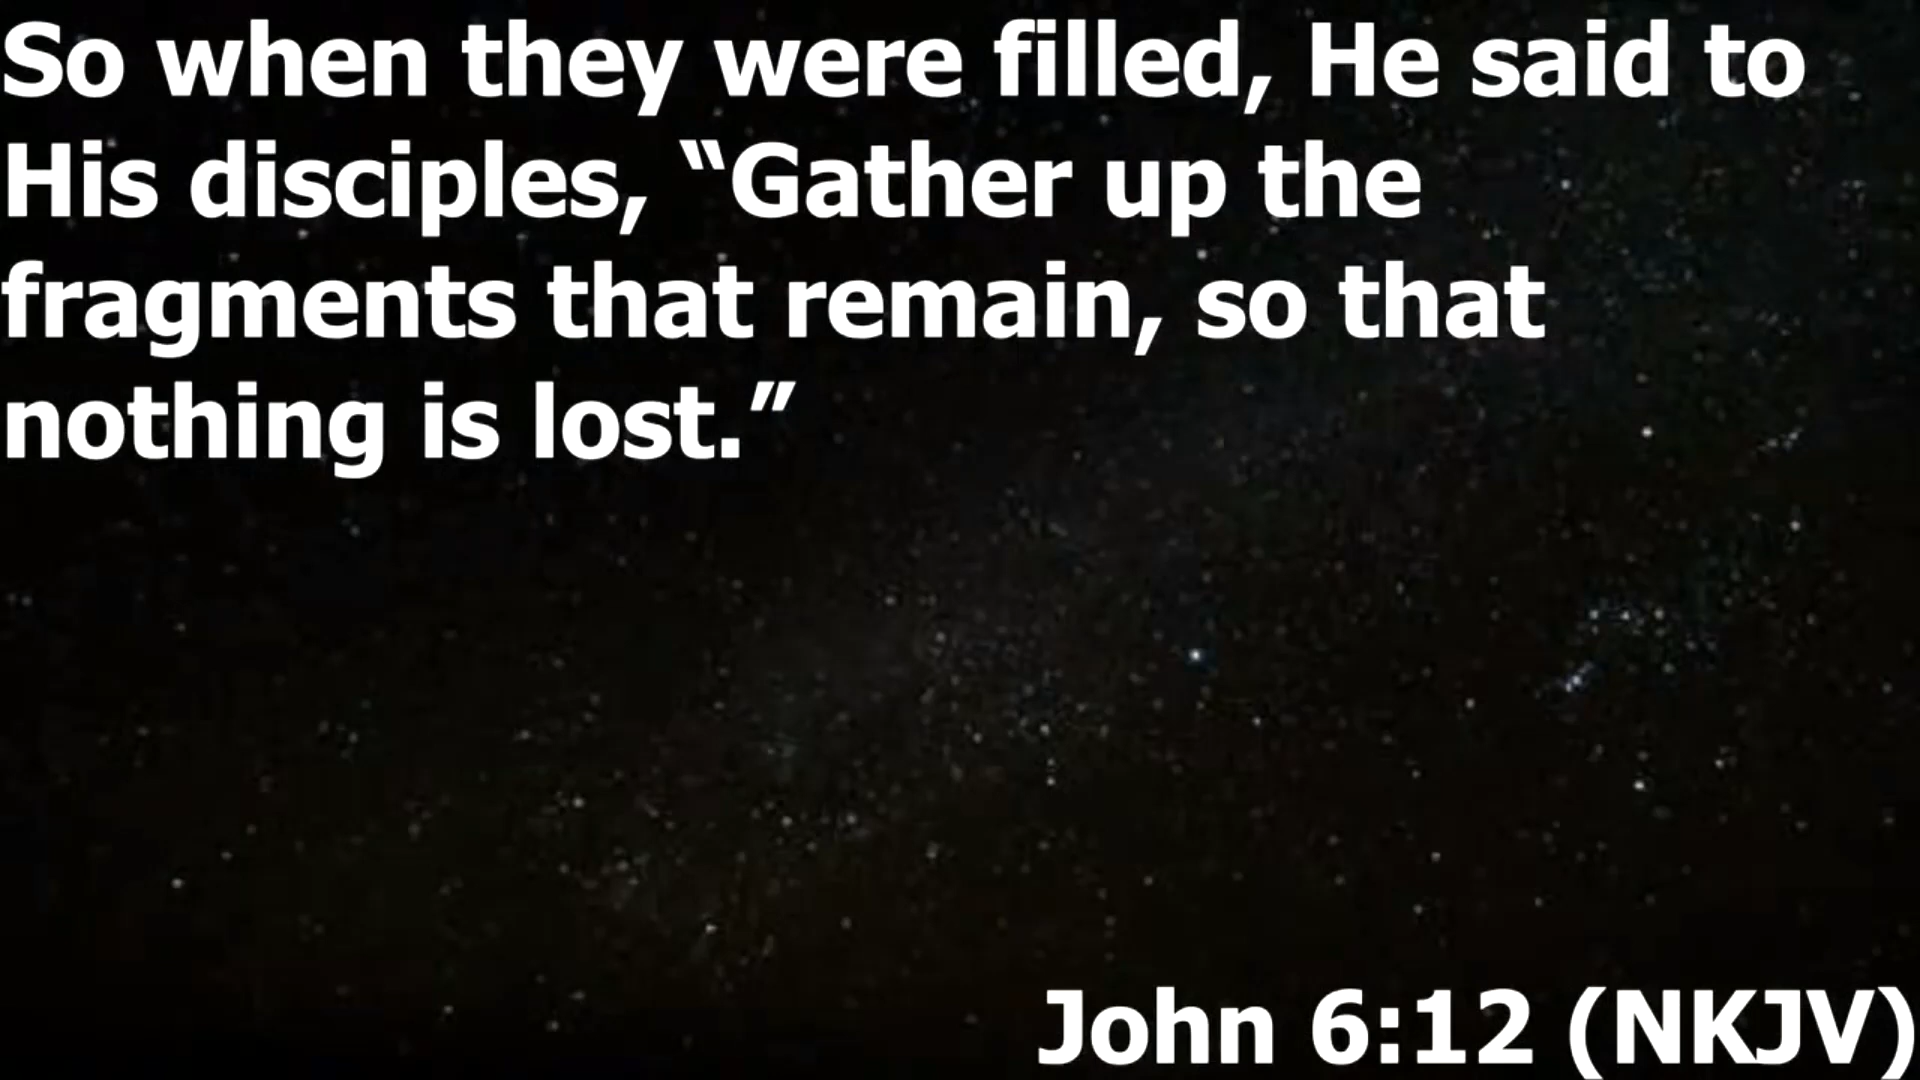 So when they were filled, He said to
His disciples, “Gather up the
fragments that remain, so that
nothing is lost.”
John 6:12 (NKJV)